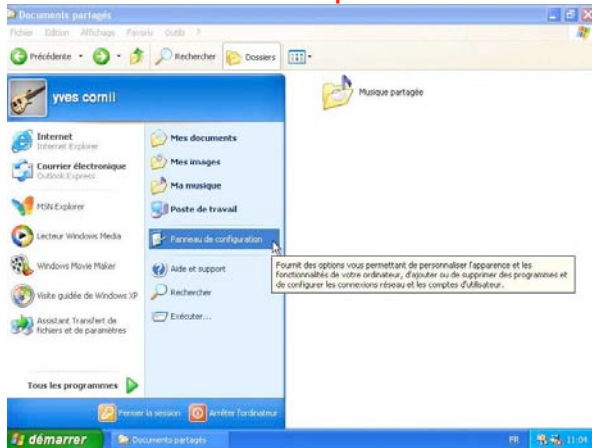 Documents partagés
Fichier Edition Affichage Favoris Outils ?
Précédente Rechercher Dossiers
Musique partagée
yves cornil
Internet
Internet Explorer
Courrier électronique
Outlook Express
MSN Explorer
Lecteur Windows Media
Windows Movie Maker
Visite guidée de Windows XP
Assistant Transfert de
fichiers et de paramètres
Tous les programmes
Mes documents
Mes images
Ma musique
Poste de travail
Panneau de configuration
Aide et support
Rechercher
Exécuter...
Fournit des options vous permettant de personnaliser l'apparence et les
fonctionnalités de votre ordinateur, d'ajouter ou de supprimer des programmes et
de configurer les connexions réseau et les comptes d'utilisateur.
Fermer la session Arrêter l'ordinateur
démarrer Documents partagés FR 11:04